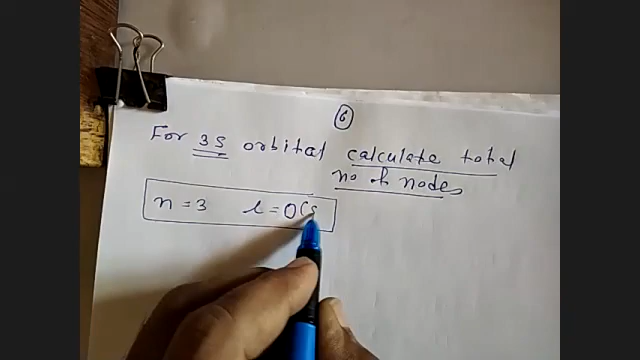 6
For 3s orbital calculate total
no of nodes
n = 3 l = 0(s